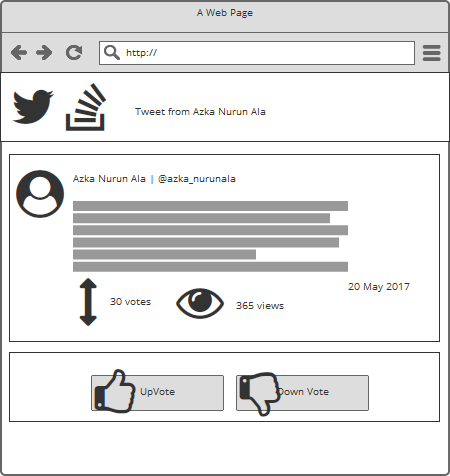 A Web Page
http://
Tweet from Azka Nurun Ala
Azka Nurun Ala | @azka_nurunala
20 May 2017
30 votes
365 views
UpVote
Down Vote